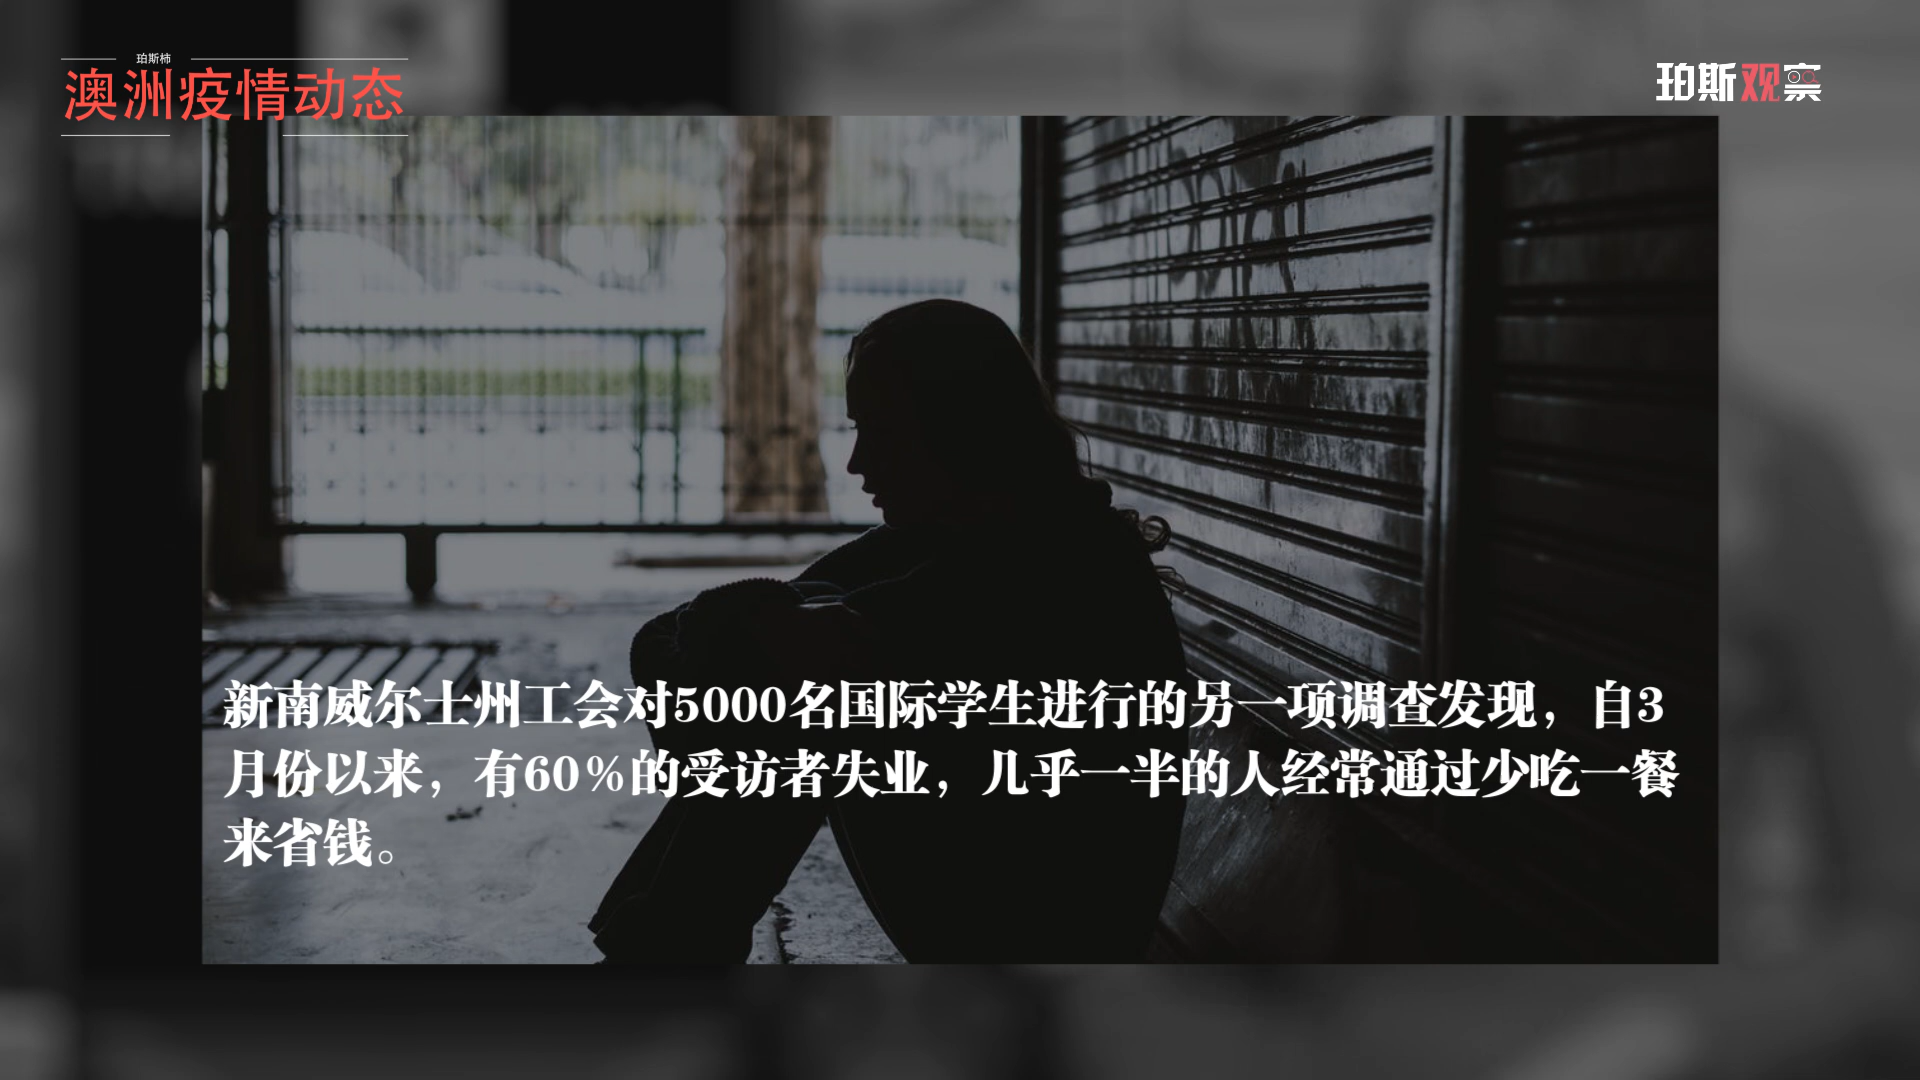 珀斯柿
澳洲疫情动态
珀斯观察
新南威尔士州工会对5000名国际学生进行的另一项调查发现，自3
月份以来，有60%的受访者失业，几乎一半的人经常通过少吃一餐
来省钱。